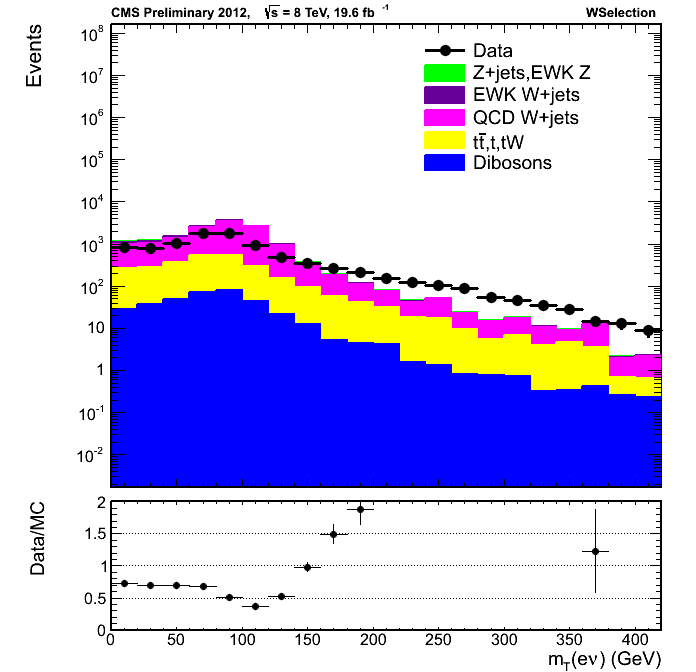 CMS Preliminary 2012, √s = 8 TeV, 19.6 fb⁻¹ WSelection
Events
10⁸
10⁷
10⁶
10⁵
10⁴
10³
10²
10
1
10⁻¹
10⁻²
Data
Z+jets,EWK Z
EWK W+jets
QCD W+jets
tt̄,t,tW
Dibosons
Data/MC
2
1.5
1
0.5
0
0 50 100 150 200 250 300 350 400
m_T(eν) (GeV)